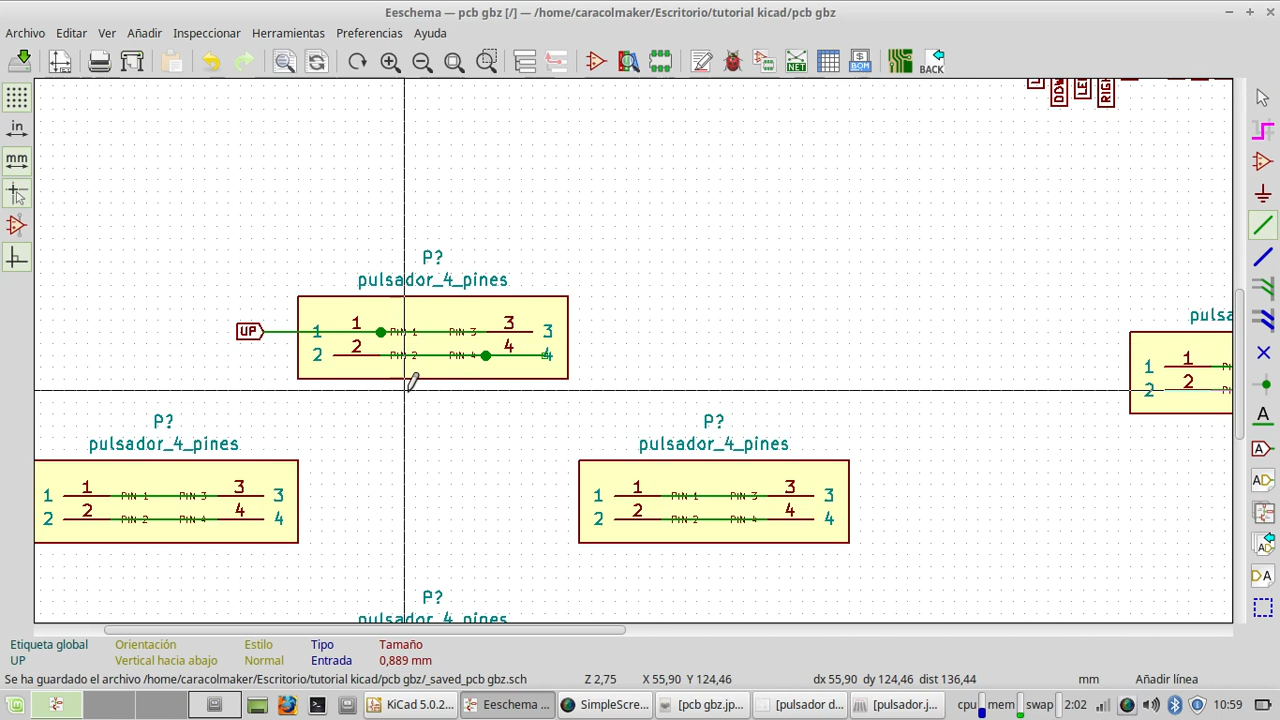 Eeschema — pcb gbz [/] — /home/caracolmaker/Escritorio/tutorial kicad/pcb gbz
Archivo Editar Ver Añadir Inspeccionar Herramientas Preferencias Ayuda
NET BOM BACK
in
mm
RIGH
P?
pulsador_4_pines
UP 1 1 PIN 1 PIN 3 3 3
2 2 PIN 2 PIN 4 4 4
pulsa
1 1
2 2
P?
pulsador_4_pines
1 1 PIN 1 PIN 3 3 3
2 2 PIN 2 PIN 4 4 4
P?
pulsador_4_pines
1 1 PIN 1 PIN 3 3 3
2 2 PIN 2 PIN 4 4 4
P?
pulsador_4_pines
Etiqueta global Orientación Estilo Tipo Tamaño
UP Vertical hacia abajo Normal Entrada 0,889 mm
Se ha guardado el archivo /home/caracolmaker/Escritorio/tutorial kicad/pcb gbz/_saved_pcb gbz.sch Z 2,75 X 55,90 Y 124,46 dx 55,90 dy 124,46 dist 136,44 mm Añadir línea
KiCad 5.0.2... Eeschema ... SimpleScre... [pcb gbz.jp... [pulsador d... [pulsador.j... cpu mem swap 2:02 10:59